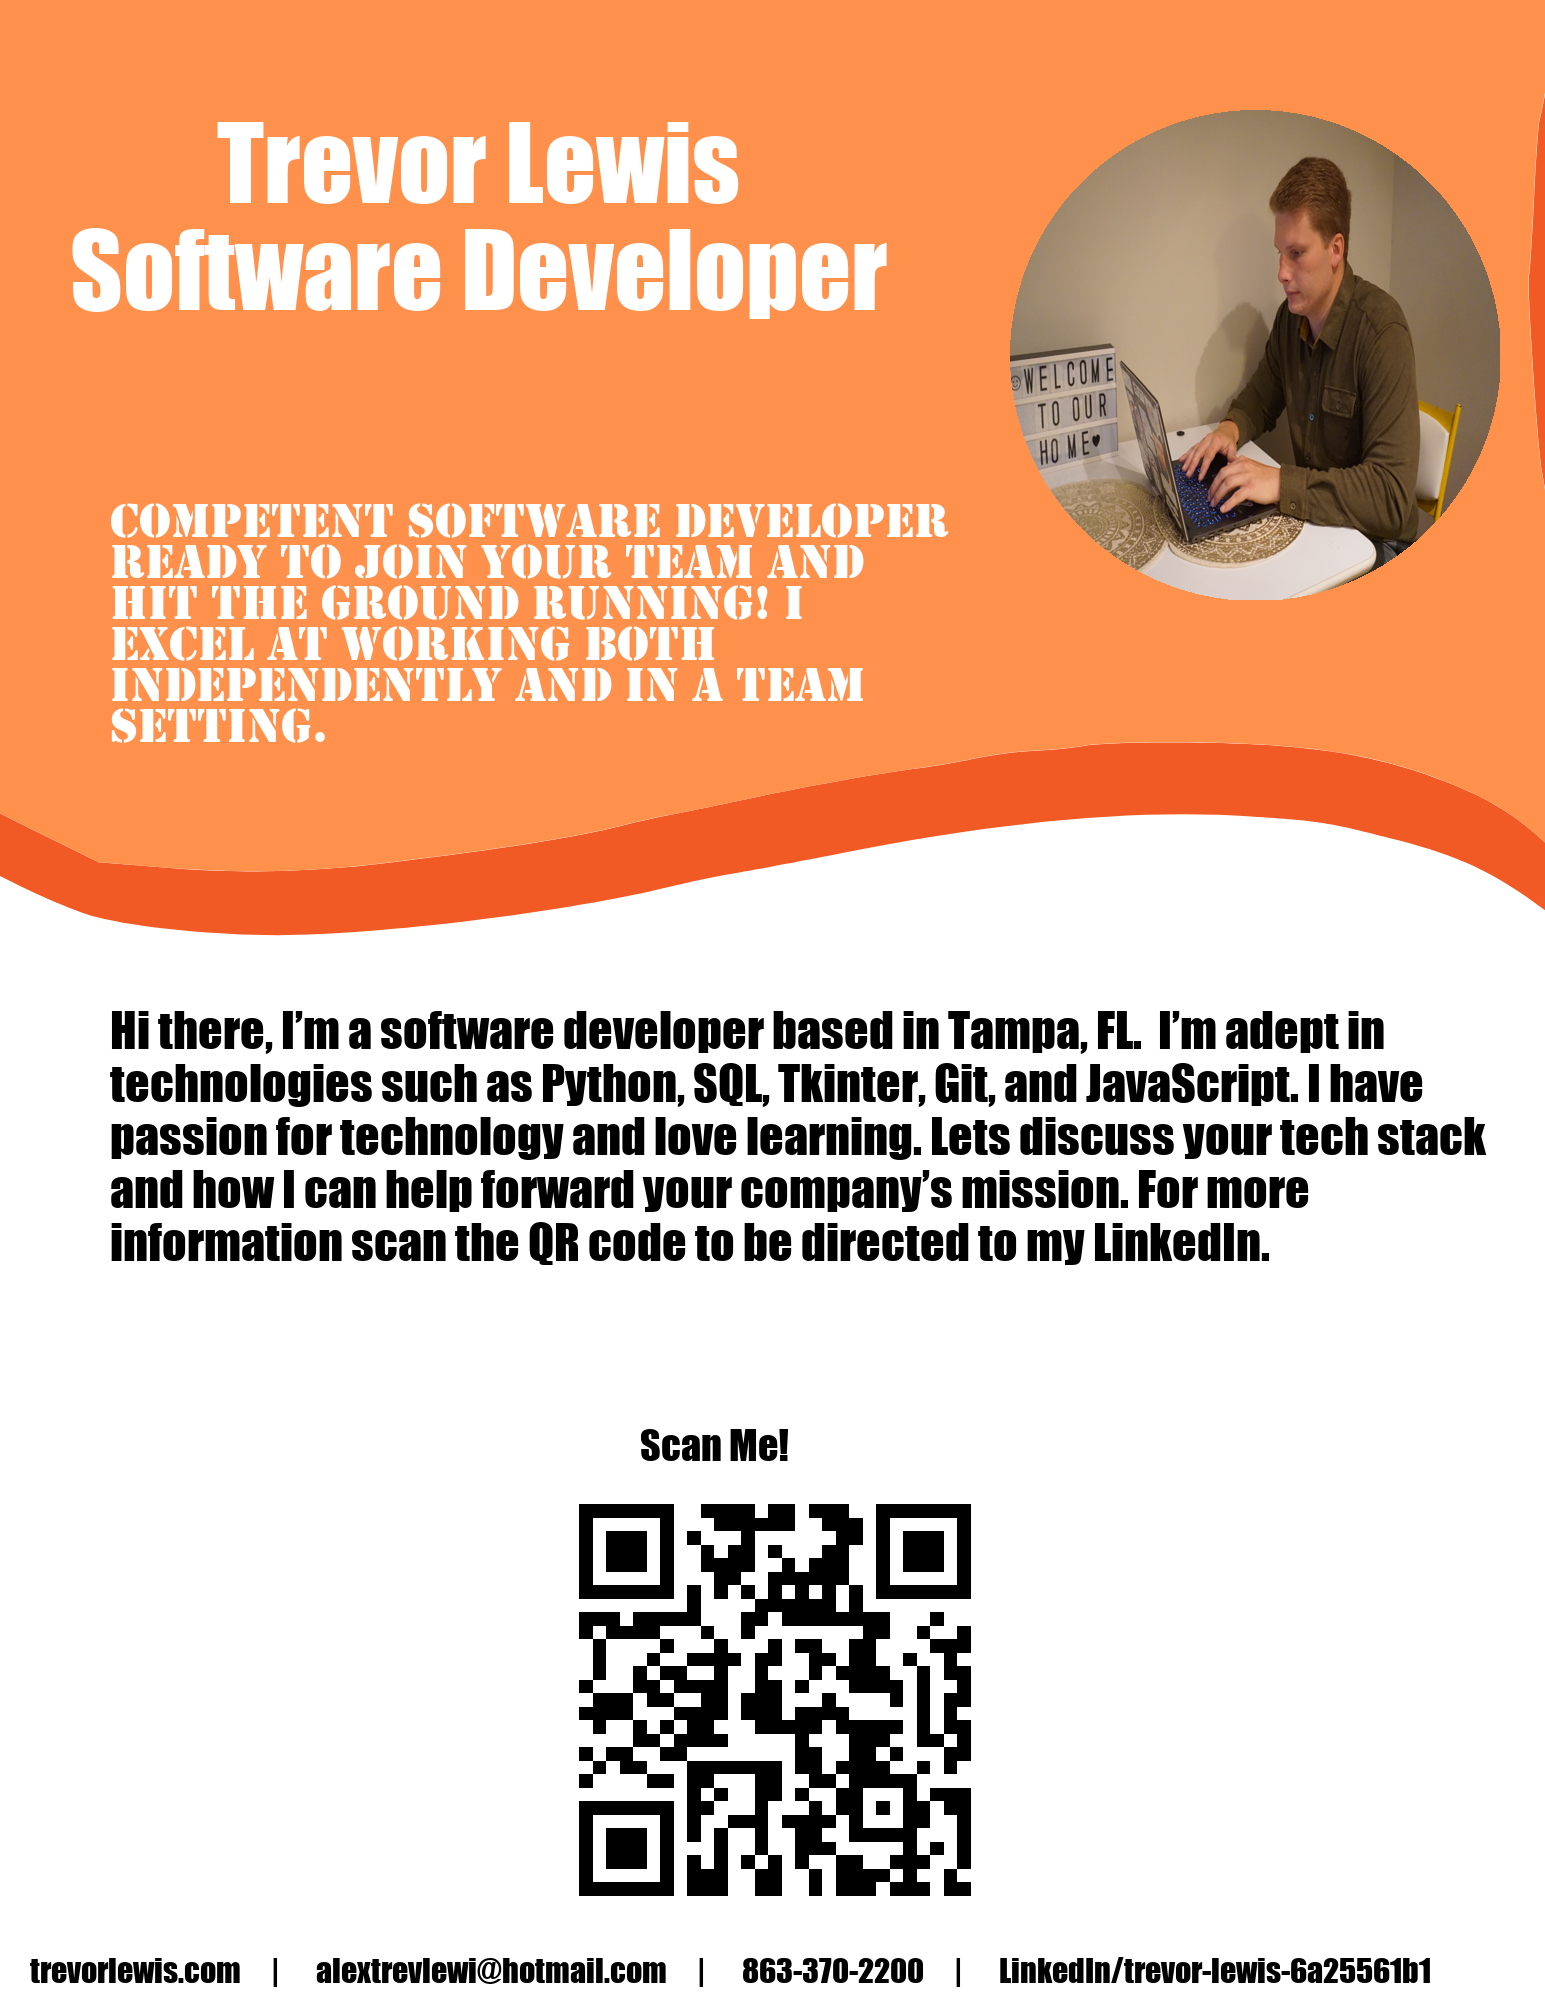 Trevor Lewis
Software Developer
WELCOME
TO OUR
HOME♥
COMPETENT SOFTWARE DEVELOPER
READY TO JOIN YOUR TEAM AND
HIT THE GROUND RUNNING! I
EXCEL AT WORKING BOTH
INDEPENDENTLY AND IN A TEAM
SETTING.
Hi there, I’m a software developer based in Tampa, FL.  I’m adept in
technologies such as Python, SQL, Tkinter, Git, and JavaScript. I have
passion for technology and love learning. Lets discuss your tech stack
and how I can help forward your company’s mission. For more
information scan the QR code to be directed to my LinkedIn.
Scan Me!
trevorlewis.com | alextrevlewi@hotmail.com | 863-370-2200 | LinkedIn/trevor-lewis-6a25561b1